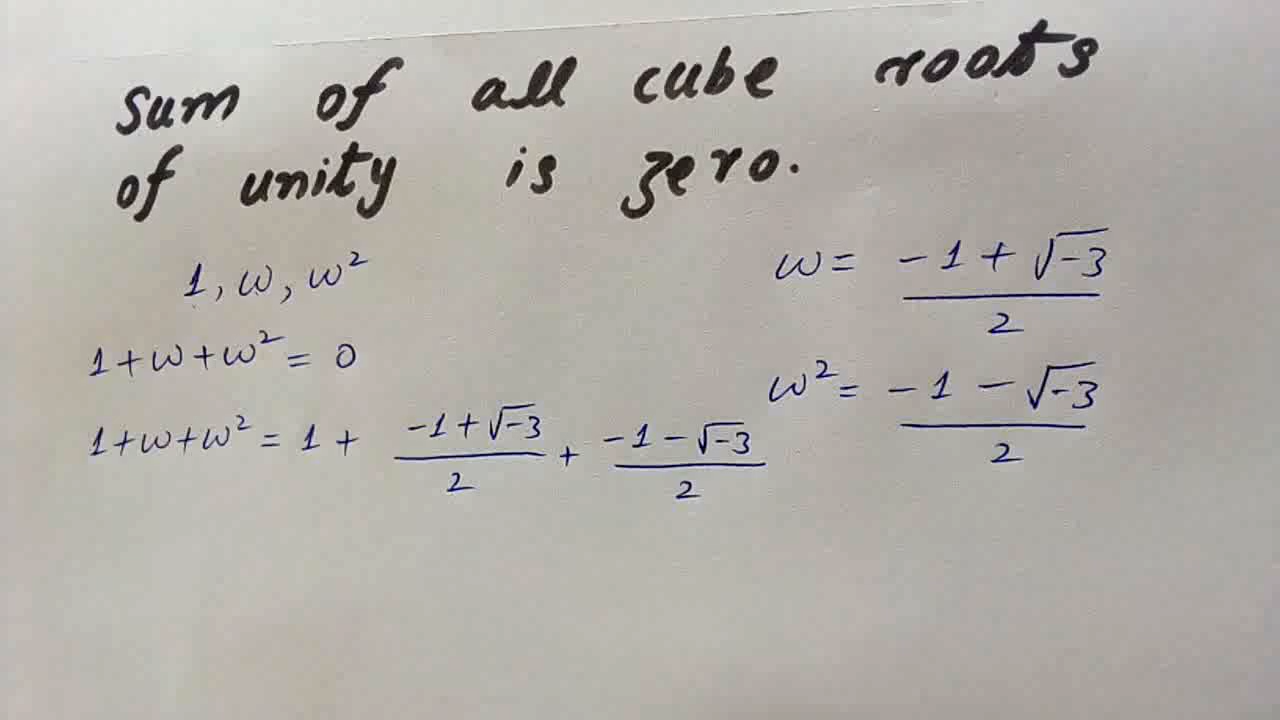 sum of all cube roots
of unity is zero.
1, ω, ω²
1+ω+ω² = 0
1+ω+ω² = 1 + (-1+√-3)/2 + (-1-√-3)/2
ω = (-1+√-3)/2
ω² = (-1-√-3)/2